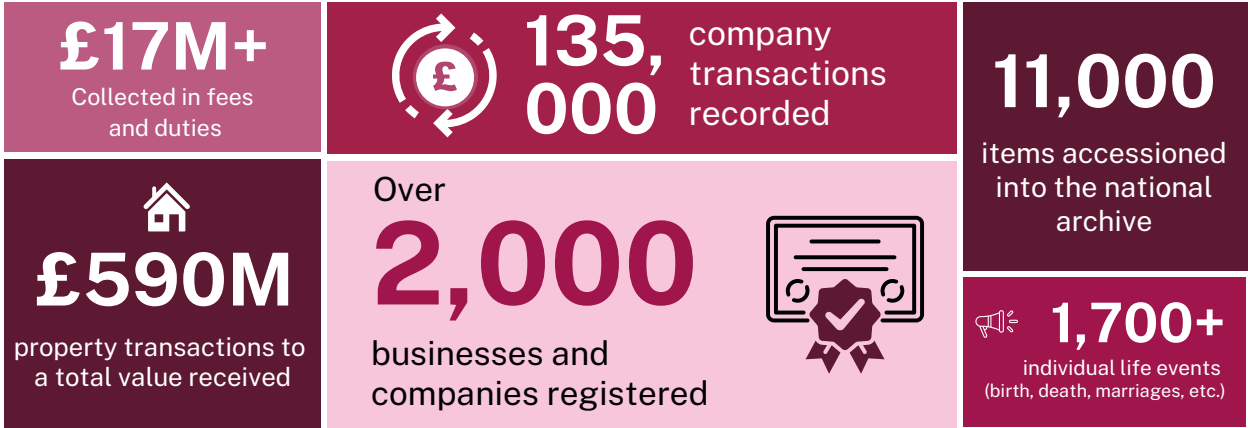 £17M+
Collected in fees
and duties
£
135,
000
company
transactions
recorded
11,000
items accessioned
into the national
archive
£590M
property transactions to
a total value received
Over
2,000
businesses and
companies registered
1,700+
individual life events
(birth, death, marriages, etc.)